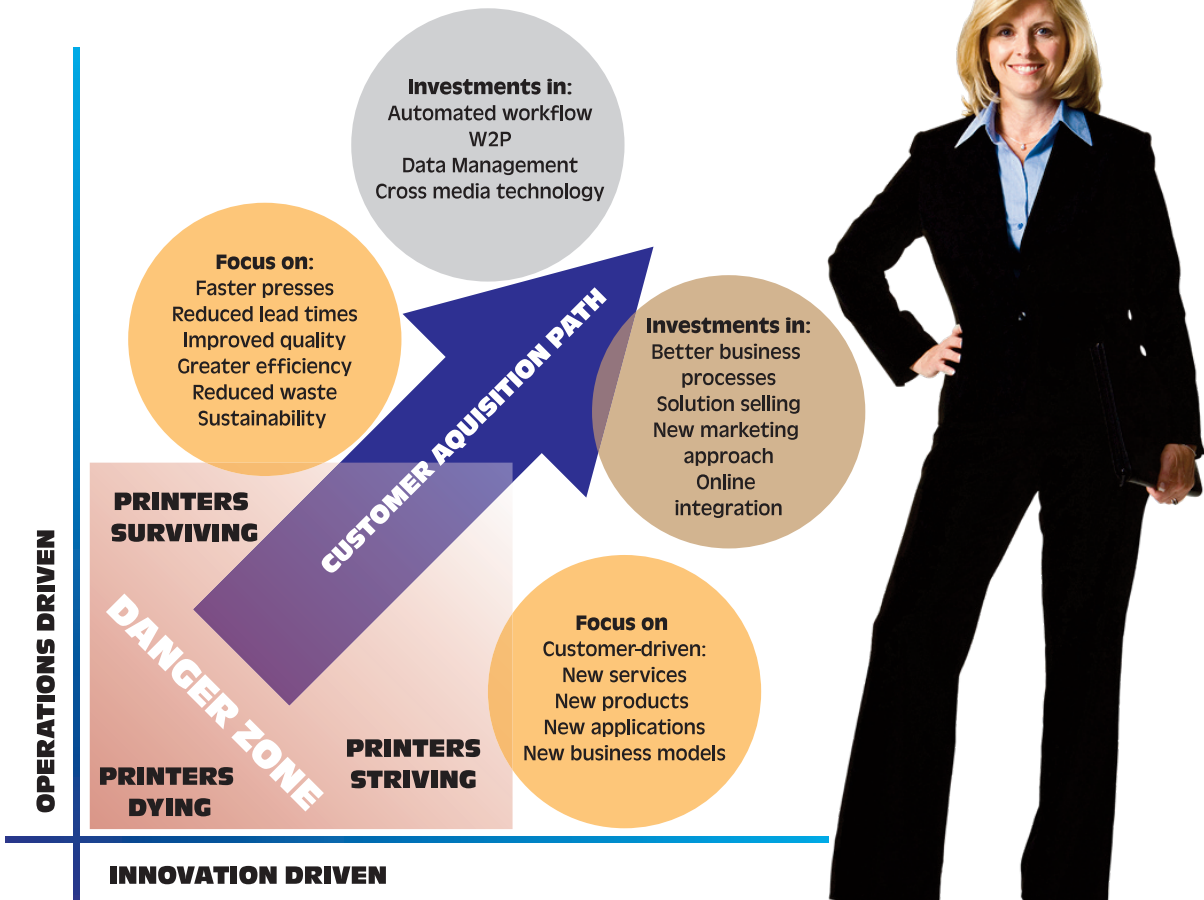 Investments in:
Automated workflow
W2P
Data Management
Cross media technology
Focus on:
Faster presses
Reduced lead times
Improved quality
Greater efficiency
Reduced waste
Sustainability
Investments in:
Better business
processes
Solution selling
New marketing
approach
Online
integration
CUSTOMER AQUISITION PATH
PRINTERS
SURVIVING
DANGER ZONE
PRINTERS
DYING
PRINTERS
STRIVING
Focus on
Customer-driven:
New services
New products
New applications
New business models
OPERATIONS DRIVEN
INNOVATION DRIVEN